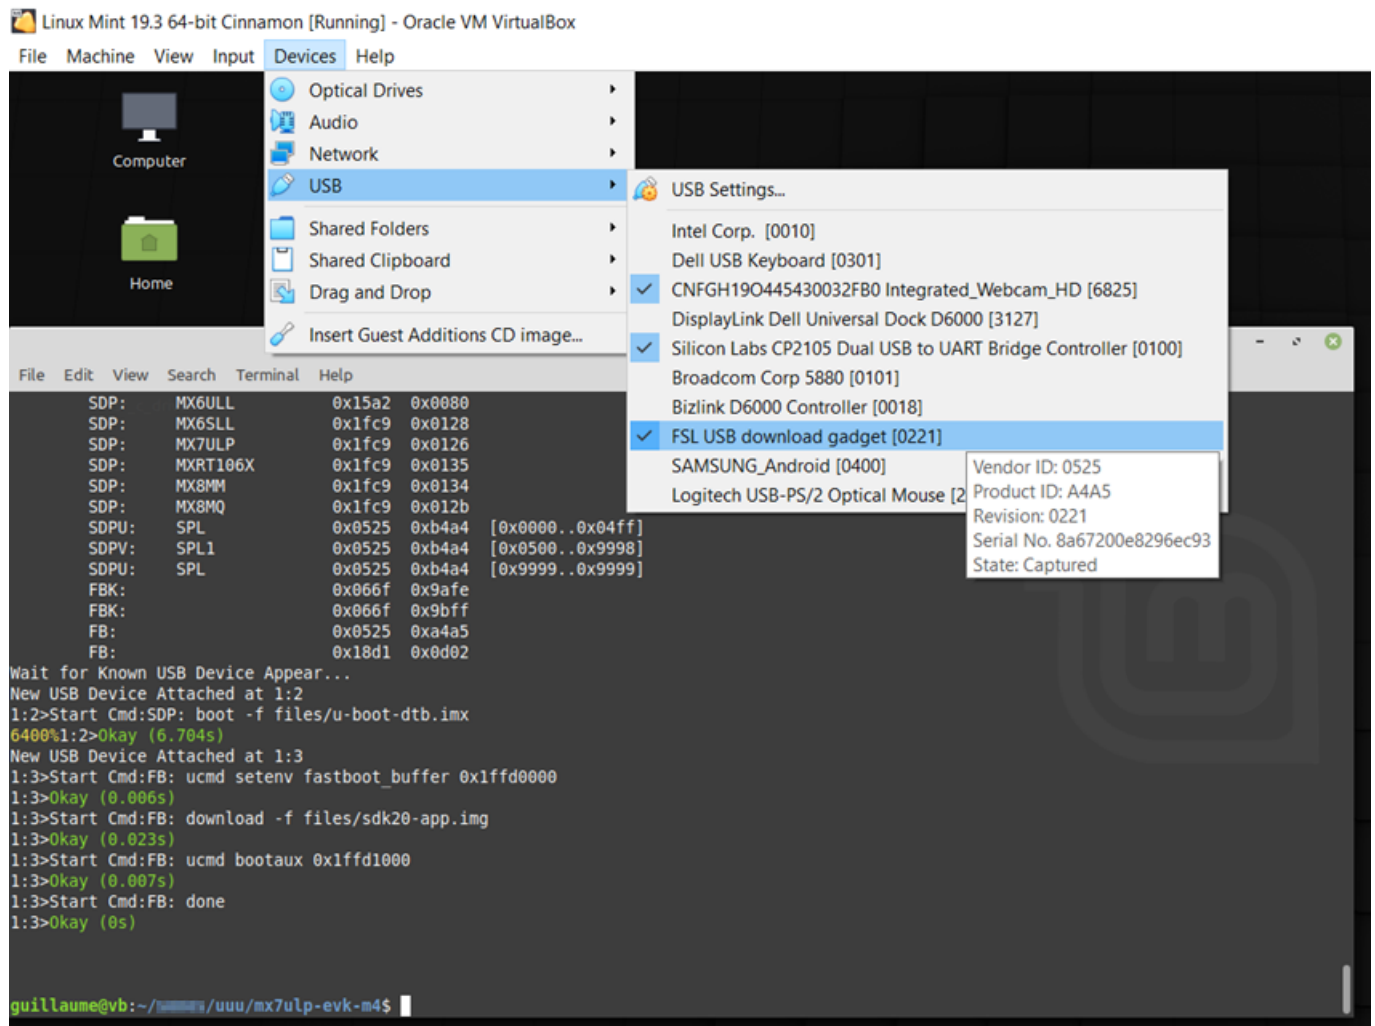 Linux Mint 19.3 64-bit Cinnamon [Running] - Oracle VM VirtualBox
File Machine View Input Devices Help
Optical Drives
Audio
Network
USB
Shared Folders
Shared Clipboard
Drag and Drop
Insert Guest Additions CD image...
Computer
Home
USB Settings...
Intel Corp. [0010]
Dell USB Keyboard [0301]
CNFGH19O445430032FB0 Integrated_Webcam_HD [6825]
DisplayLink Dell Universal Dock D6000 [3127]
Silicon Labs CP2105 Dual USB to UART Bridge Controller [0100]
Broadcom Corp 5880 [0101]
Bizlink D6000 Controller [0018]
FSL USB download gadget [0221]
SAMSUNG_Android [0400]
Logitech USB-PS/2 Optical Mouse [2
Vendor ID: 0525
Product ID: A4A5
Revision: 0221
Serial No. 8a67200e8296ec93
State: Captured
File Edit View Search Terminal Help
SDP: MX6ULL 0x15a2 0x0080
SDP: MX6SLL 0x1fc9 0x0128
SDP: MX7ULP 0x1fc9 0x0126
SDP: MXRT106X 0x1fc9 0x0135
SDP: MX8MM 0x1fc9 0x0134
SDP: MX8MQ 0x1fc9 0x012b
SDPU: SPL 0x0525 0xb4a4 [0x0000..0x04ff]
SDPV: SPL1 0x0525 0xb4a4 [0x0500..0x9998]
SDPU: SPL 0x0525 0xb4a4 [0x9999..0x9999]
FBK: 0x066f 0x9afe
FBK: 0x066f 0x9bff
FB: 0x0525 0xa4a5
FB: 0x18d1 0x0d02
Wait for Known USB Device Appear...
New USB Device Attached at 1:2
1:2>Start Cmd:SDP: boot -f files/u-boot-dtb.imx
6400%1:2>Okay (6.704s)
New USB Device Attached at 1:3
1:3>Start Cmd:FB: ucmd setenv fastboot_buffer 0x1ffd0000
1:3>Okay (0.006s)
1:3>Start Cmd:FB: download -f files/sdk20-app.img
1:3>Okay (0.023s)
1:3>Start Cmd:FB: ucmd bootaux 0x1ffd1000
1:3>Okay (0.007s)
1:3>Start Cmd:FB: done
1:3>Okay (0s)
guillaume@vb:~/ /uuu/mx7ulp-evk-m4$